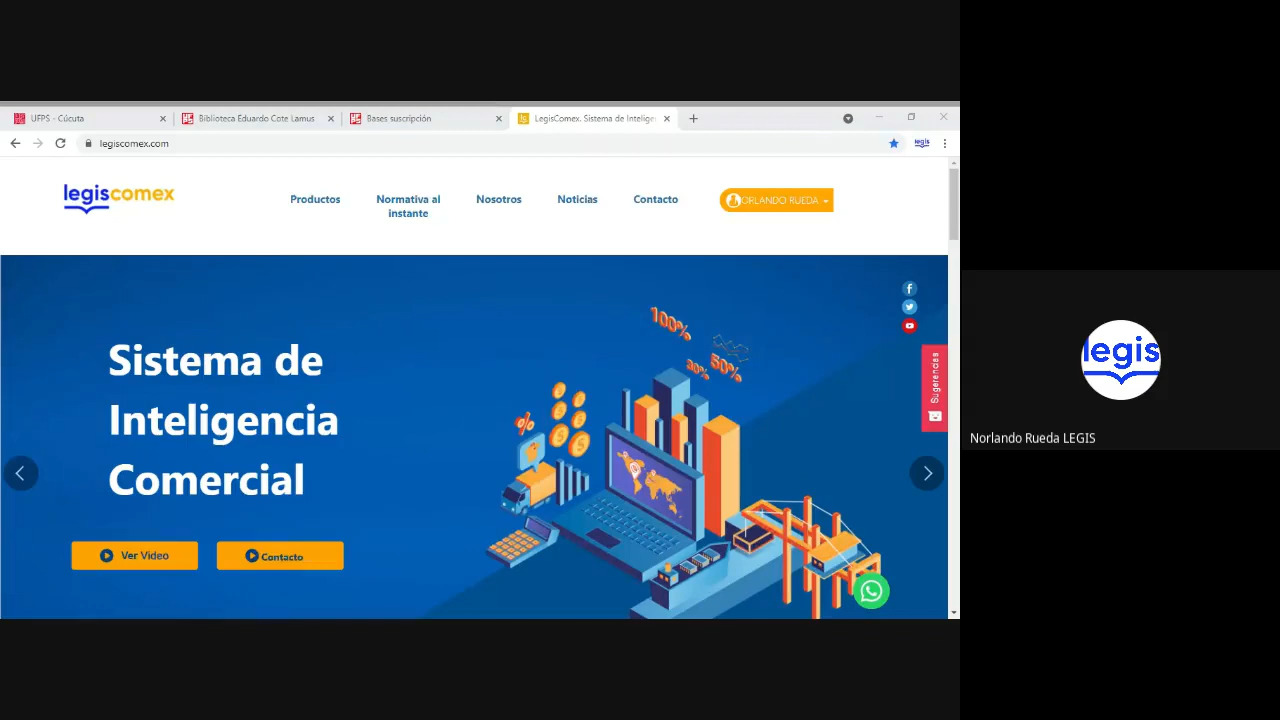 UFPS - Cúcuta
Biblioteca Eduardo Cote Lamus
Bases suscripción
LegisComex. Sistema de Intelige
legiscomex.com
legis
legiscomex
Productos
Normativa al
instante
Nosotros
Noticias
Contacto
ORLANDO RUEDA
Sistema de
Inteligencia
Comercial
Ver Video
Contacto
100%
30%
50%
%
Sugerencias
legis
Norlando Rueda LEGIS